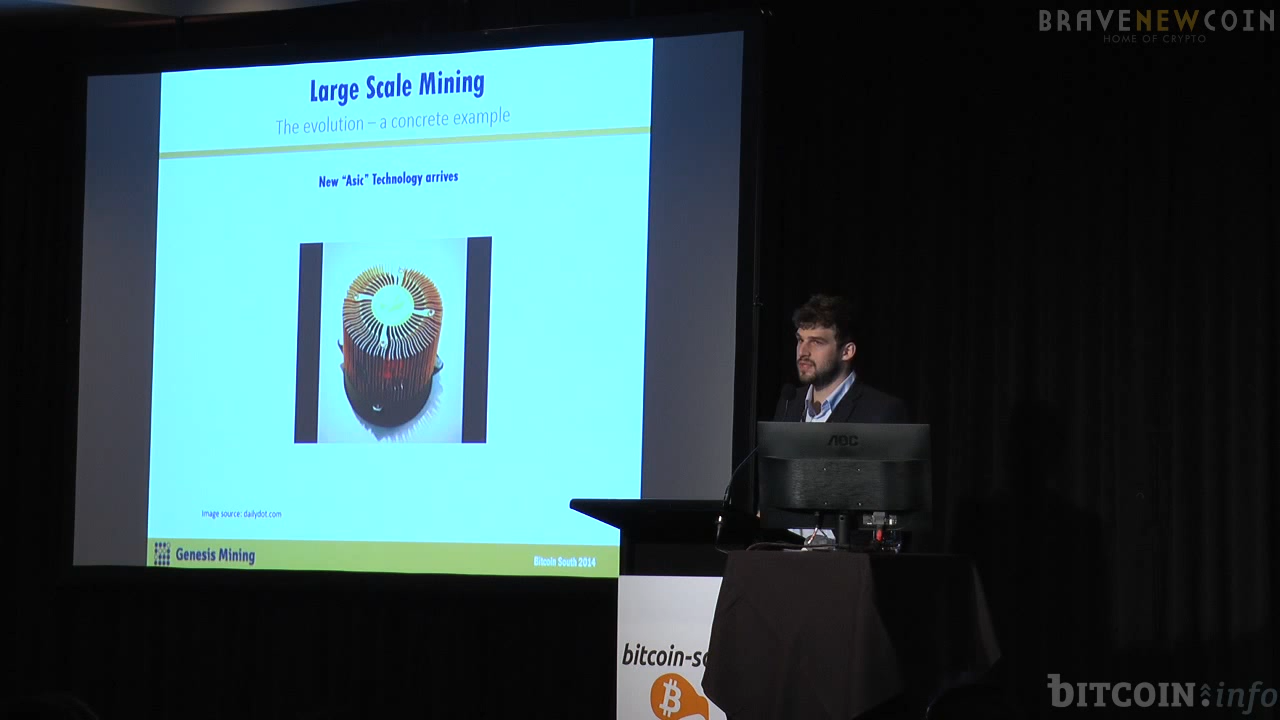 BRAVENEWCOIN
HOME OF CRYPTO
Large Scale Mining
The evolution – a concrete example
New “Asic” Technology arrives
Image source: dailydot.com
Genesis Mining
Bitcoin South 2014
AOC
bitcoin-so
BITCOIN:info